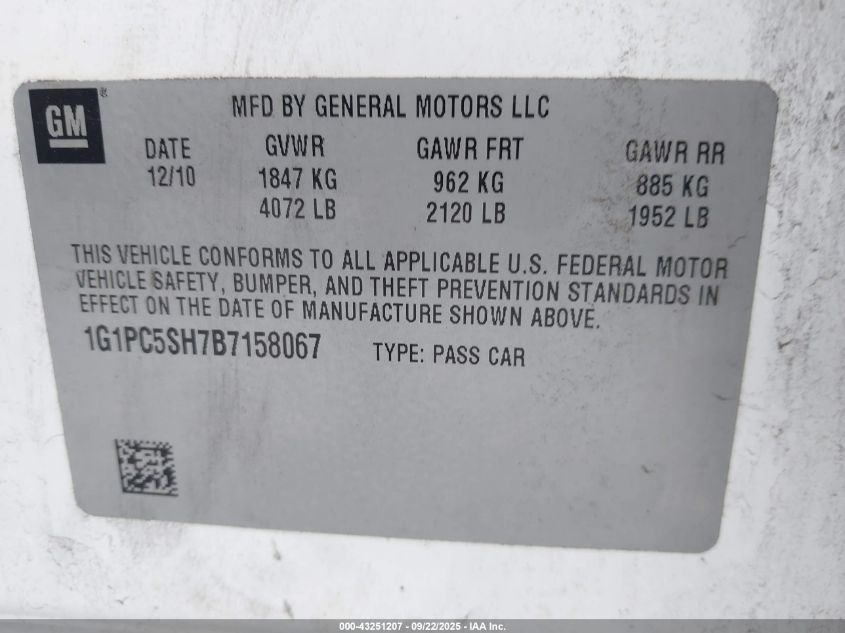 GM®
MFD BY GENERAL MOTORS LLC
DATE GVWR GAWR FRT GAWR RR
12/10 1847 KG 962 KG 885 KG
4072 LB 2120 LB 1952 LB
THIS VEHICLE CONFORMS TO ALL APPLICABLE U.S. FEDERAL MOTOR
VEHICLE SAFETY, BUMPER, AND THEFT PREVENTION STANDARDS IN
EFFECT ON THE DATE OF MANUFACTURE SHOWN ABOVE.
1G1PC5SH7B7158067 TYPE: PASS CAR
000-43251207 - 09/22/2025 - IAA Inc.